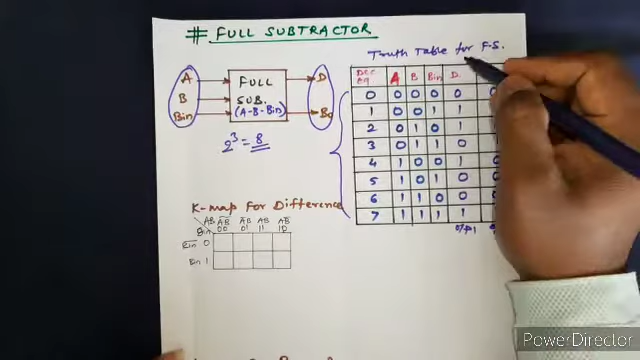 # FULL SUBTRACTOR
Truth Table for F.S.
A
B
Bin
FULL
SUB.
(A-B-Bin)
D
Bo
2³ = 8
DEC EQ A B Bin D.
0 0 0 0 0 0
1 0 0 1 1
2 0 1 0 1
3 0 1 1 0
4 1 0 0 1
5 1 0 1 0
6 1 1 0 0
7 1 1 1 1
O/P1
K-map for Difference
AB A̅B̅ A̅B AB AB̅
Bin 00 01 11 10
B̅i̅n̅ 0
Bin 1
PowerDirector